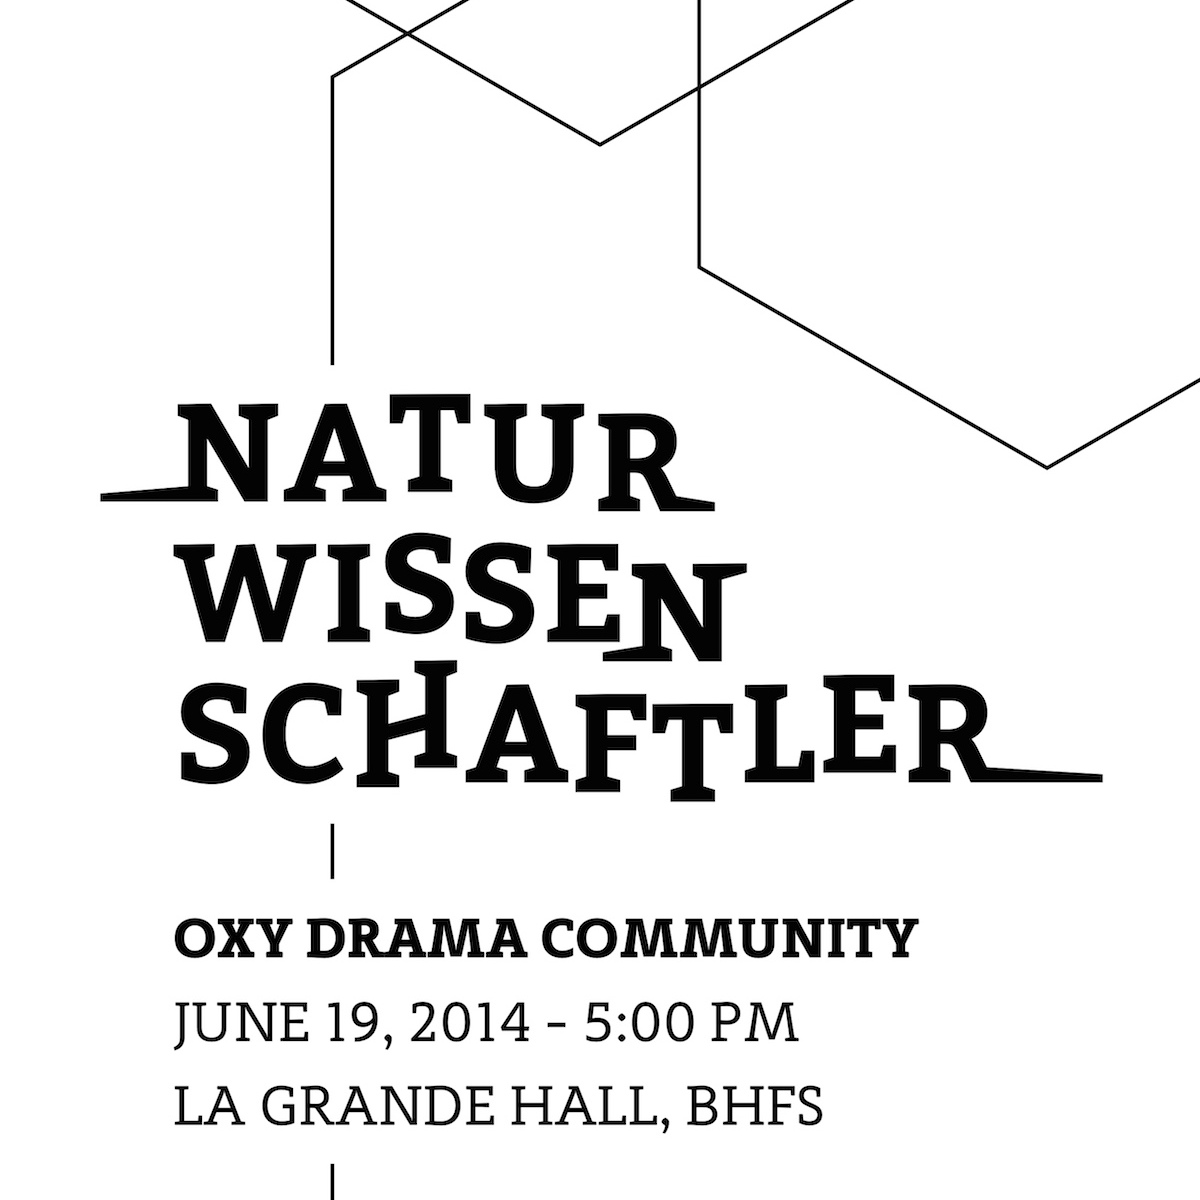 NATUR
WISSEN
SCHAFTLER
OXY DRAMA COMMUNITY
JUNE 19, 2014 - 5:00 PM
LA GRANDE HALL, BHFS